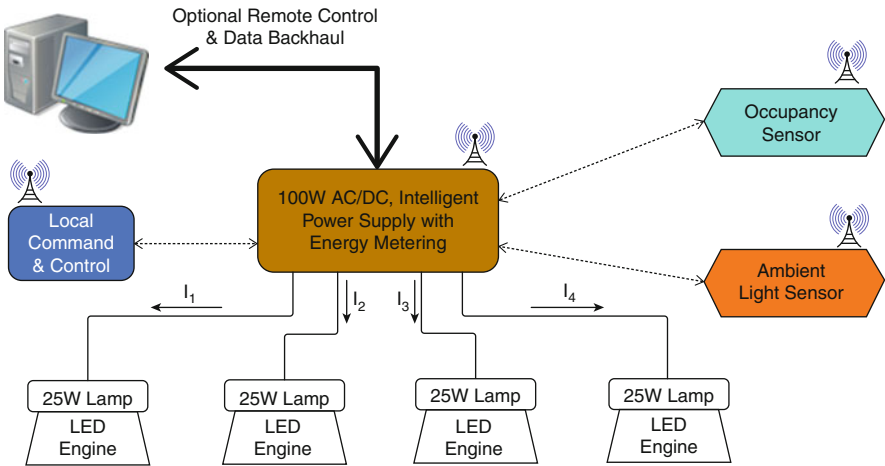 Optional Remote Control
& Data Backhaul
Occupancy
Sensor
100W AC/DC, Intelligent
Power Supply with
Energy Metering
Local
Command
& Control
Ambient
Light Sensor
I₁
I₂
I₃
I₄
25W Lamp
LED
Engine
25W Lamp
LED
Engine
25W Lamp
LED
Engine
25W Lamp
LED
Engine